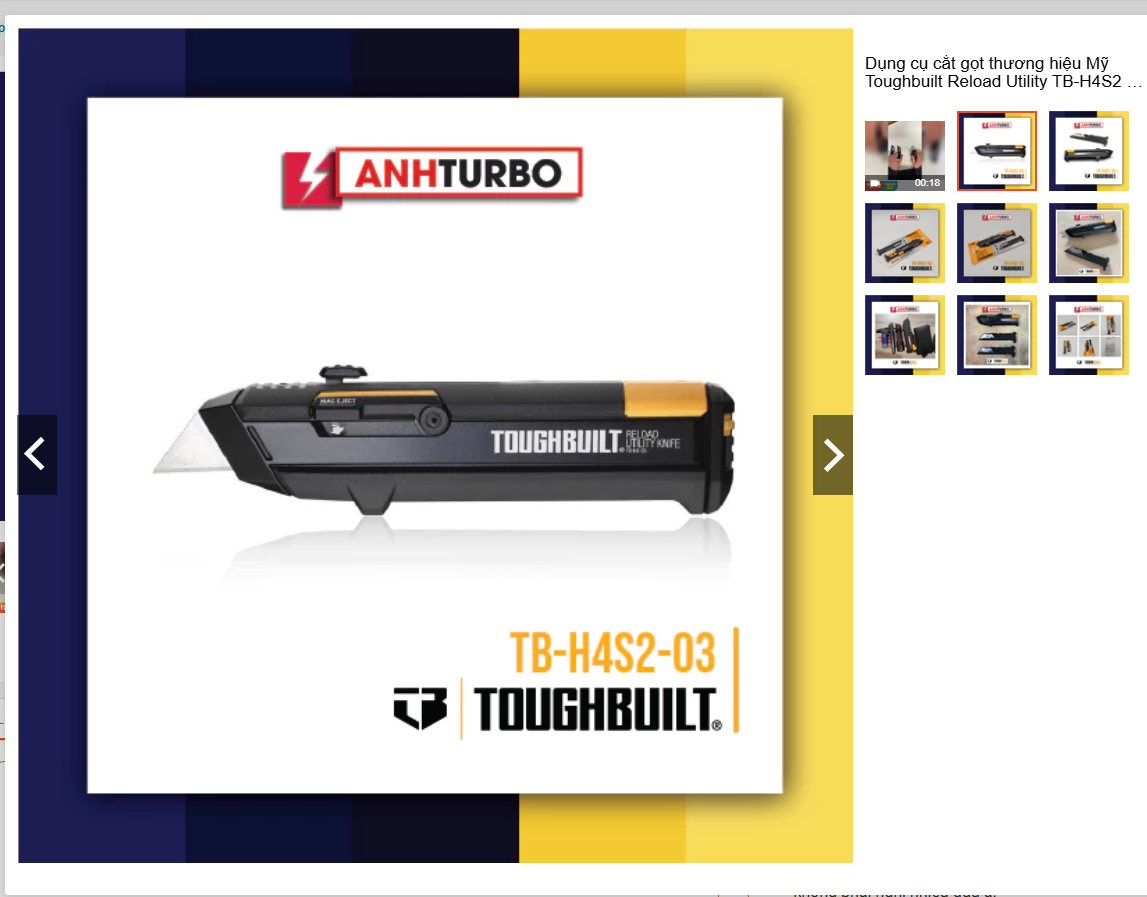 Dụng cụ cắt gọt thương hiệu Mỹ
Toughbuilt Reload Utility TB-H4S2 …
ANHTURBO
MAG EJECT
TOUGHBUILT® RELOAD
UTILITY KNIFE
TB-H4S2-03
TOUGHBUILT®
00:18